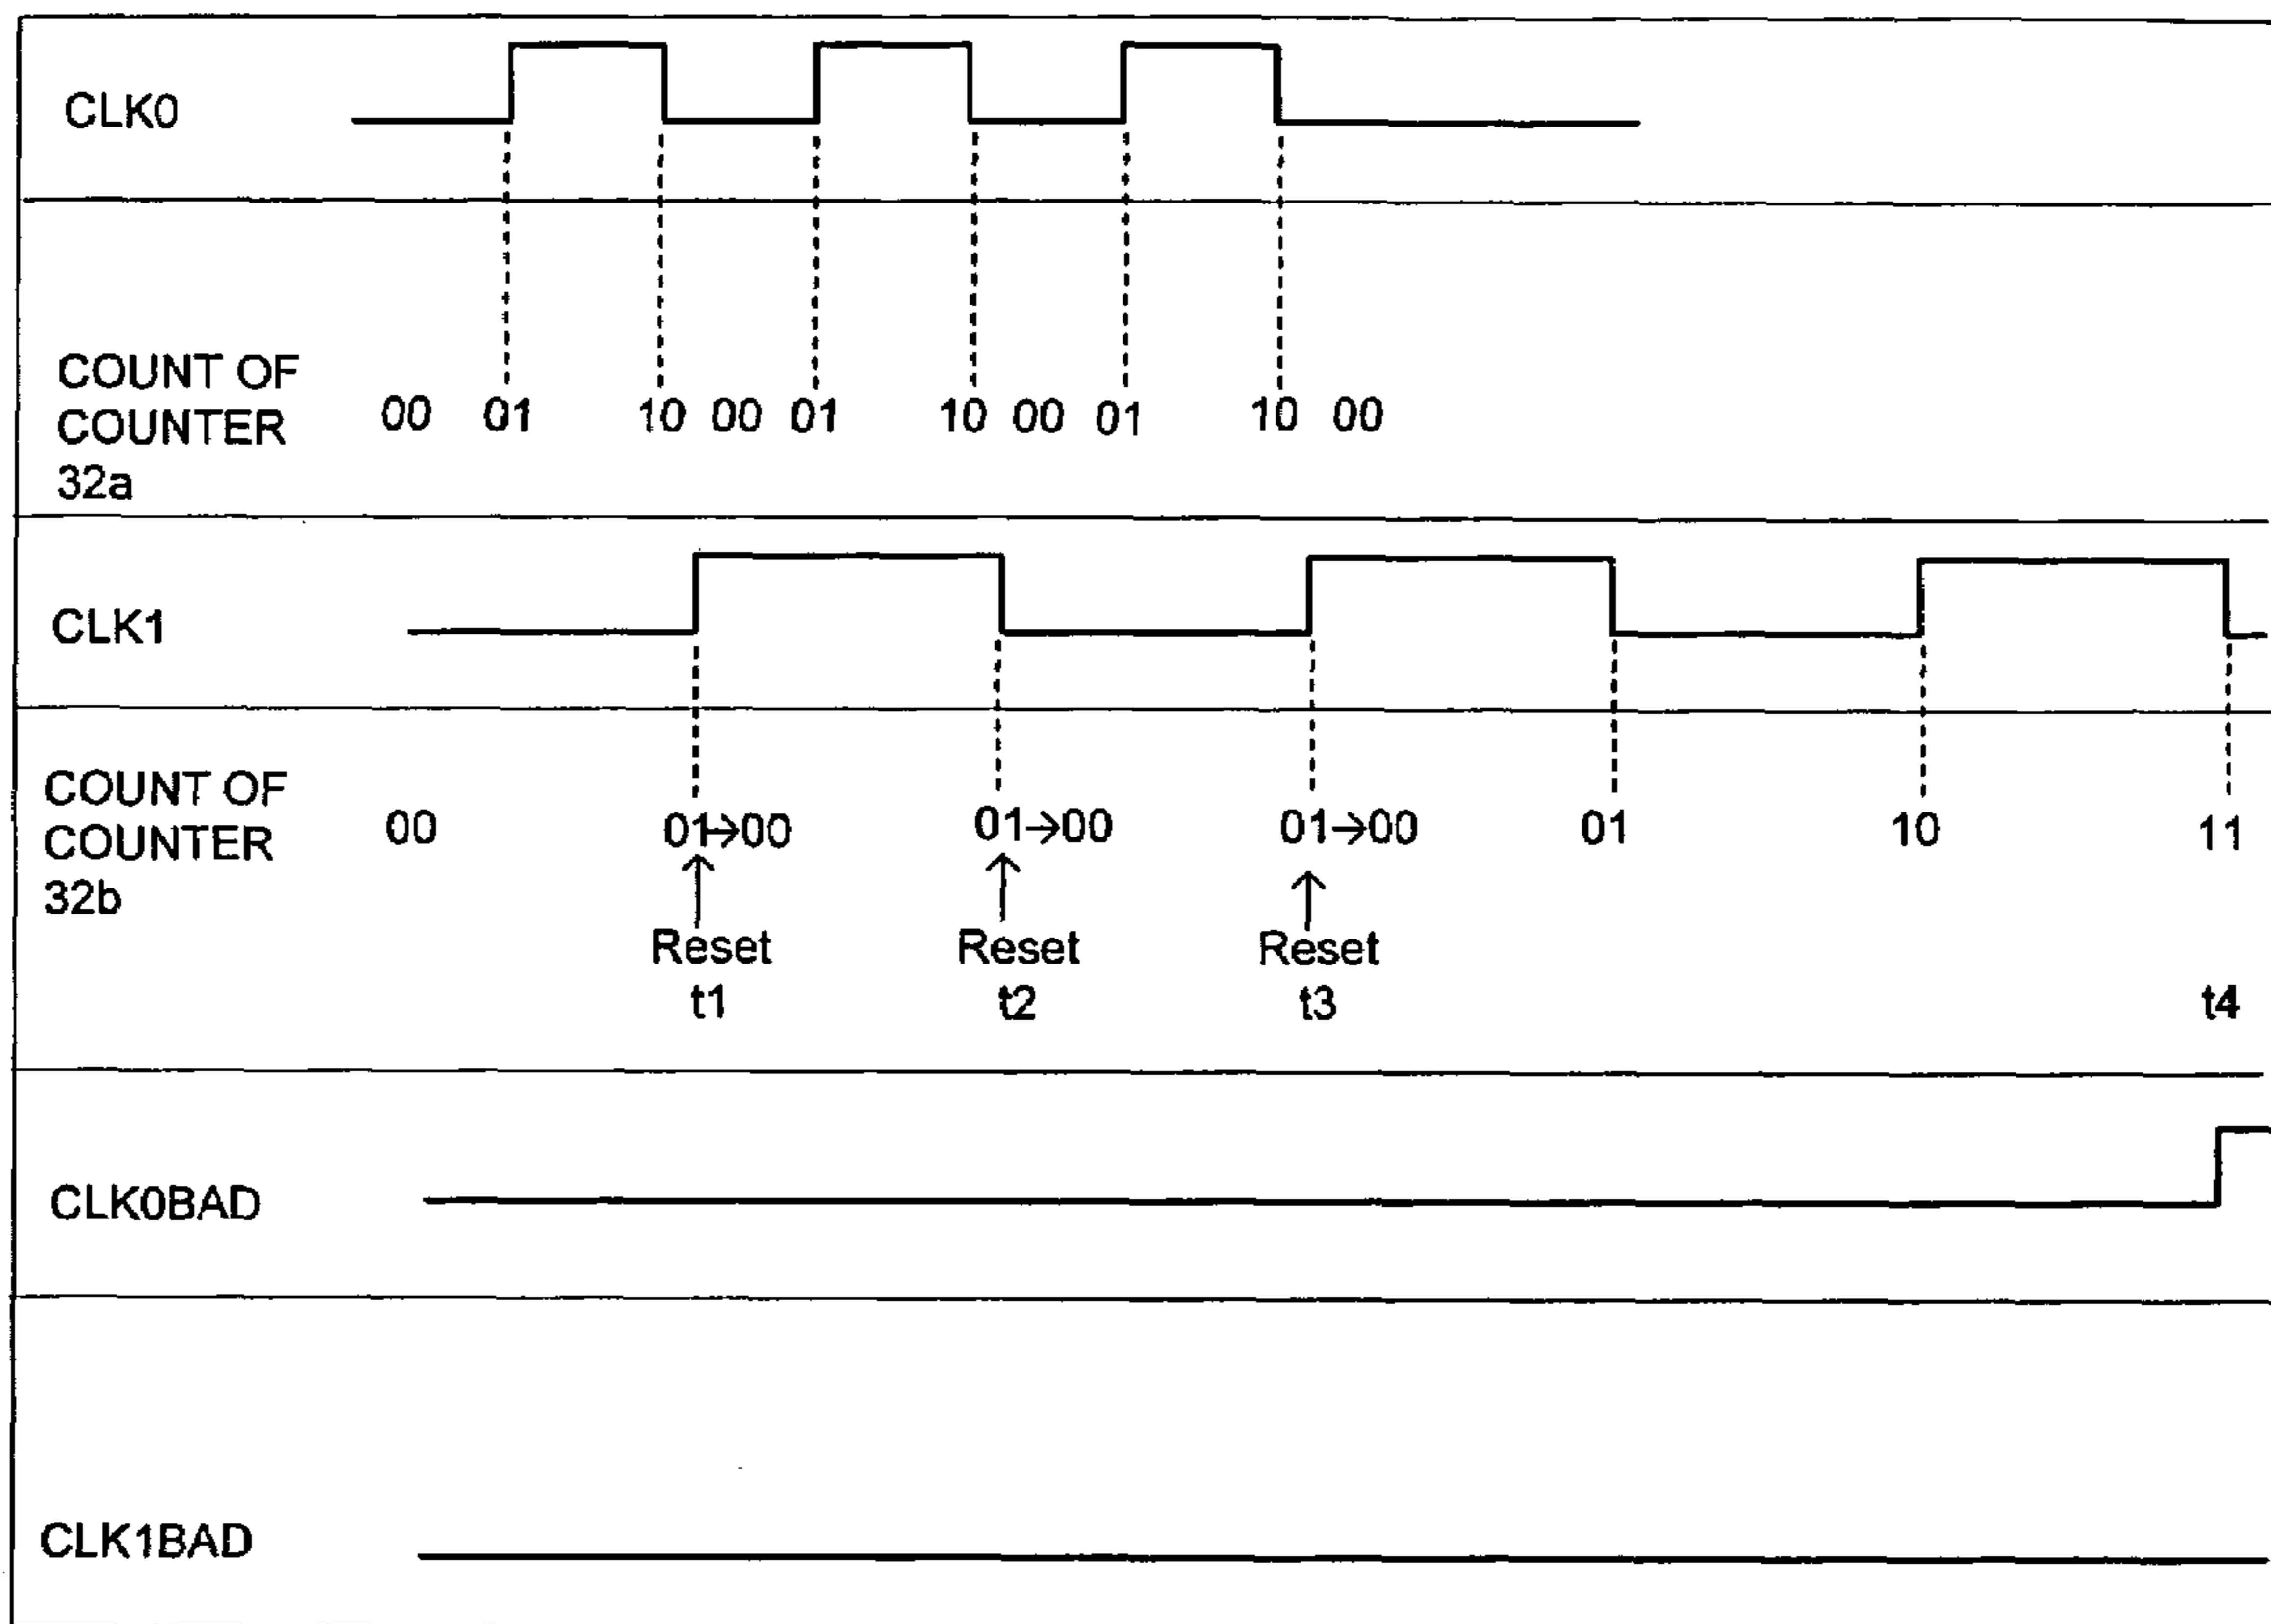 CLK0
COUNT OF
COUNTER
32a
00 01 10 00 01 10 00 01 10 00
CLK1
COUNT OF
COUNTER
32b
00 01→00 01→00 01→00 01 10 11
Reset Reset Reset
t1 t2 t3 t4
CLK0BAD
CLK1BAD